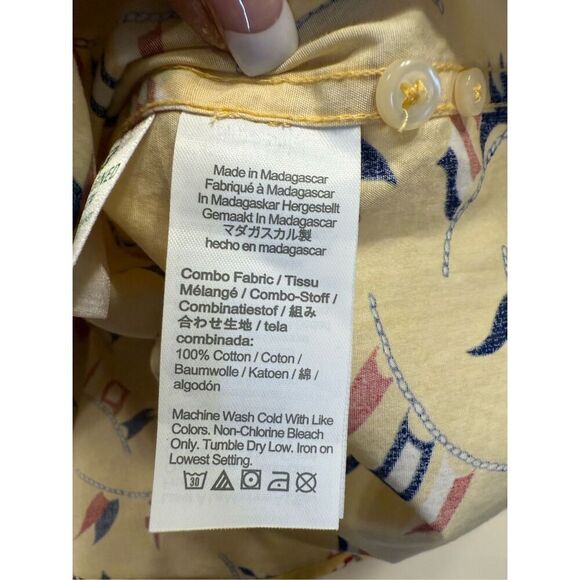 Made in Madagascar
Fabriqué à Madagascar
In Madagaskar Hergestellt
Gemaakt In Madagascar
マダガスカル製
hecho en madagascar
Combo Fabric / Tissu
Mélangé / Combo-Stoff /
Combinatiestof / 組み
合わせ生地 / tela
combinada:
100% Cotton / Coton /
Baumwolle / Katoen / 綿 /
algodón
Machine Wash Cold With Like
Colors. Non-Chlorine Bleach
Only. Tumble Dry Low. Iron on
Lowest Setting.
30